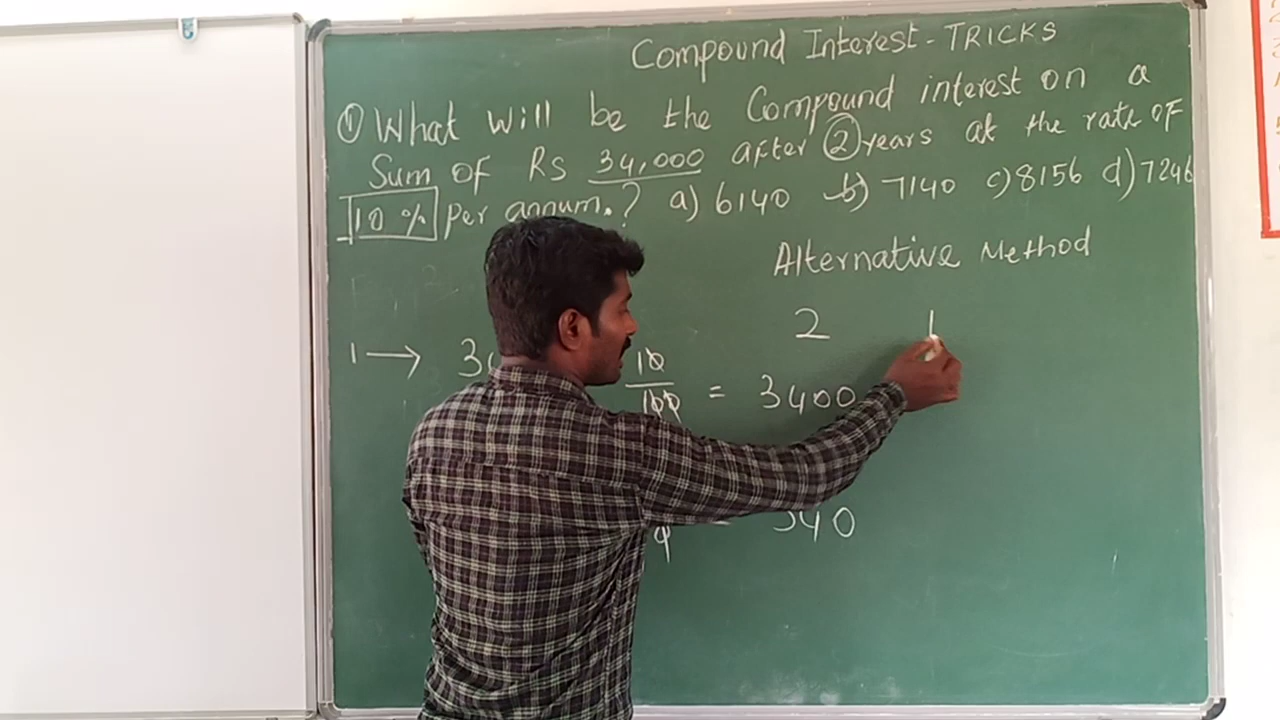 Compound Interest - TRICKS
① What will be the Compound interest on a
Sum of Rs 34,000 after ② years at the rate of
10 % per annum.? a) 6140 b) 7140 c) 8156 d) 7246
Alternative Method
2 1
1 → 10/100 = 3400
= 340